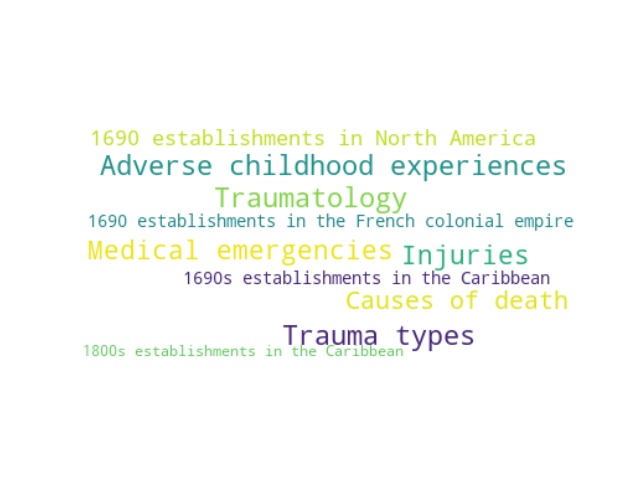 1690 establishments in North America
Adverse childhood experiences
Traumatology
1690 establishments in the French colonial empire
Medical emergencies
Injuries
1690s establishments in the Caribbean
Causes of death
Trauma types
1800s establishments in the Caribbean